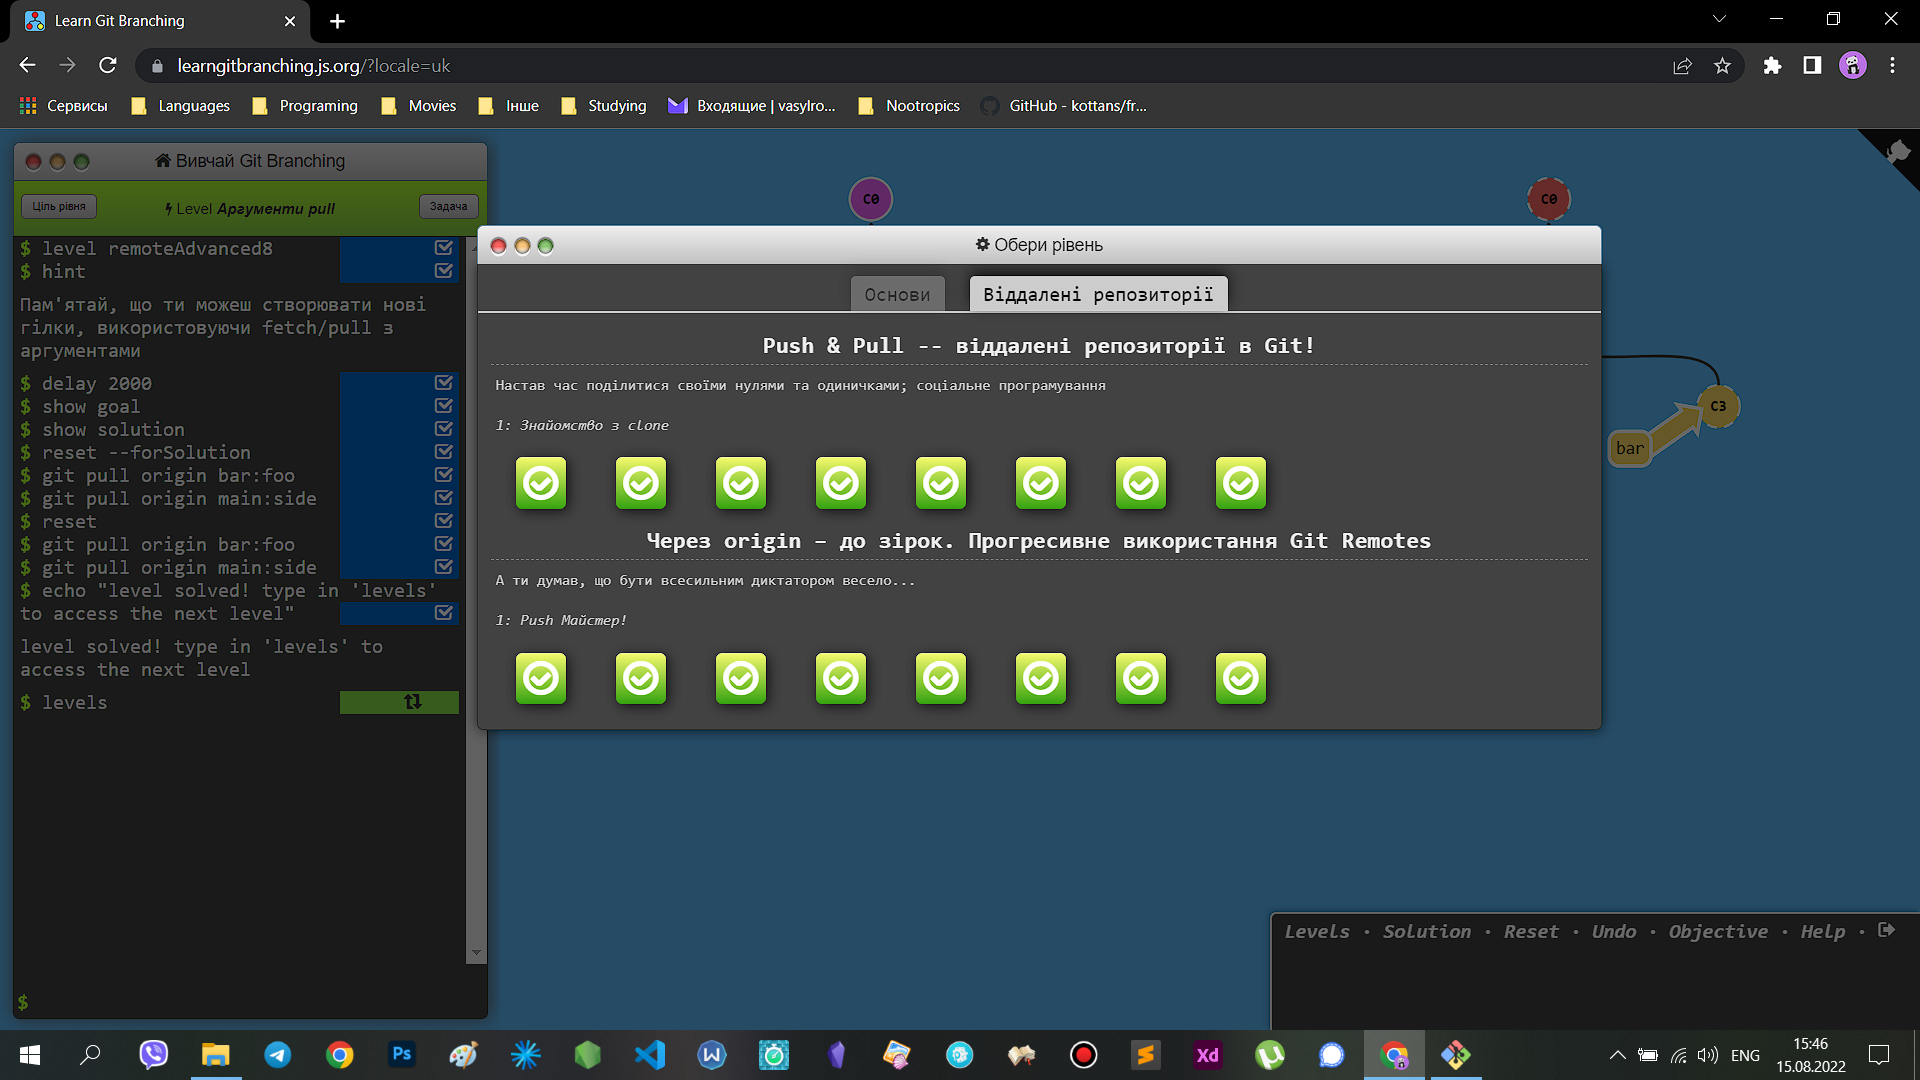 Learn Git Branching
learngitbranching.js.org/?locale=uk
Сервисы
Languages
Programing
Movies
Інше
Studying
Входящие | vasylro...
Nootropics
GitHub - kottans/fr...
Вивчай Git Branching
Ціль рівня
Level Аргументи pull
Задача
$ level remoteAdvanced8
$ hint
Пам'ятай, що ти можеш створювати нові
гілки, використовуючи fetch/pull з
аргументами
$ delay 2000
$ show goal
$ show solution
$ reset --forSolution
$ git pull origin bar:foo
$ git pull origin main:side
$ reset
$ git pull origin bar:foo
$ git pull origin main:side
$ echo "level solved! type in 'levels'
to access the next level"
level solved! type in 'levels' to
access the next level
$ levels
$
C0
C0
C3
bar
Обери рівень
Основи
Віддалені репозиторії
Push & Pull -- віддалені репозиторії в Git!
Настав час поділитися своїми нулями та одиничками; соціальне програмування
1: Знайомство з clone
Через origin – до зірок. Прогресивне використання Git Remotes
А ти думав, що бути всесильним диктатором весело...
1: Push Майстер!
Levels · Solution · Reset · Undo · Objective · Help ·
Ps
W
Xd
ENG
15:46
15.08.2022